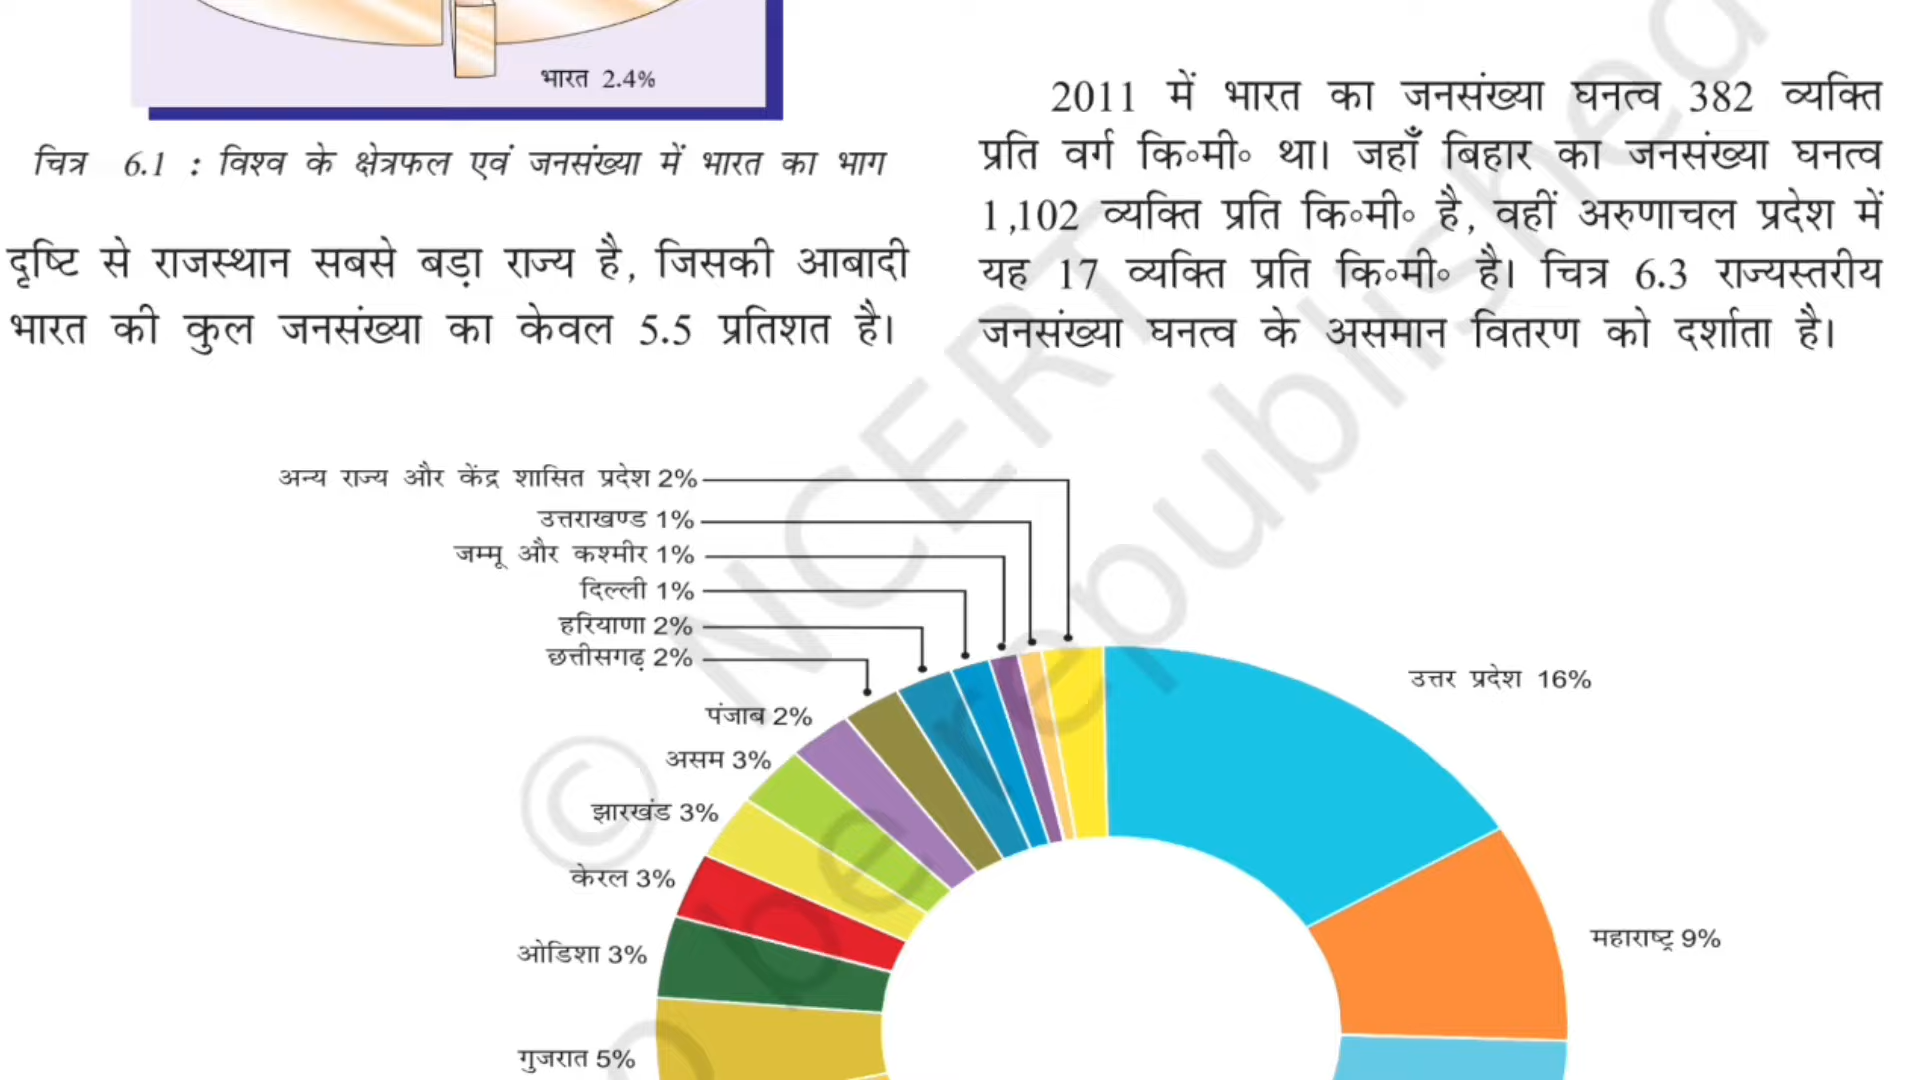 भारत 2.4%
चित्र 6.1 : विश्व के क्षेत्रफल एवं जनसंख्या में भारत का भाग
दृष्टि से राजस्थान सबसे बड़ा राज्य है, जिसकी आबादी
भारत की कुल जनसंख्या का केवल 5.5 प्रतिशत है।
2011 में भारत का जनसंख्या घनत्व 382 व्यक्ति
प्रति वर्ग कि॰मी॰ था। जहाँ बिहार का जनसंख्या घनत्व
1,102 व्यक्ति प्रति कि॰मी॰ है, वहीं अरुणाचल प्रदेश में
यह 17 व्यक्ति प्रति कि॰मी॰ है। चित्र 6.3 राज्यस्तरीय
जनसंख्या घनत्व के असमान वितरण को दर्शाता है।
अन्य राज्य और केंद्र शासित प्रदेश 2%
उत्तराखण्ड 1%
जम्मू और कश्मीर 1%
दिल्ली 1%
हरियाणा 2%
छत्तीसगढ़ 2%
पंजाब 2%
असम 3%
झारखंड 3%
केरल 3%
ओडिशा 3%
गुजरात 5%
उत्तर प्रदेश 16%
महाराष्ट्र 9%
© NCERT
be republished